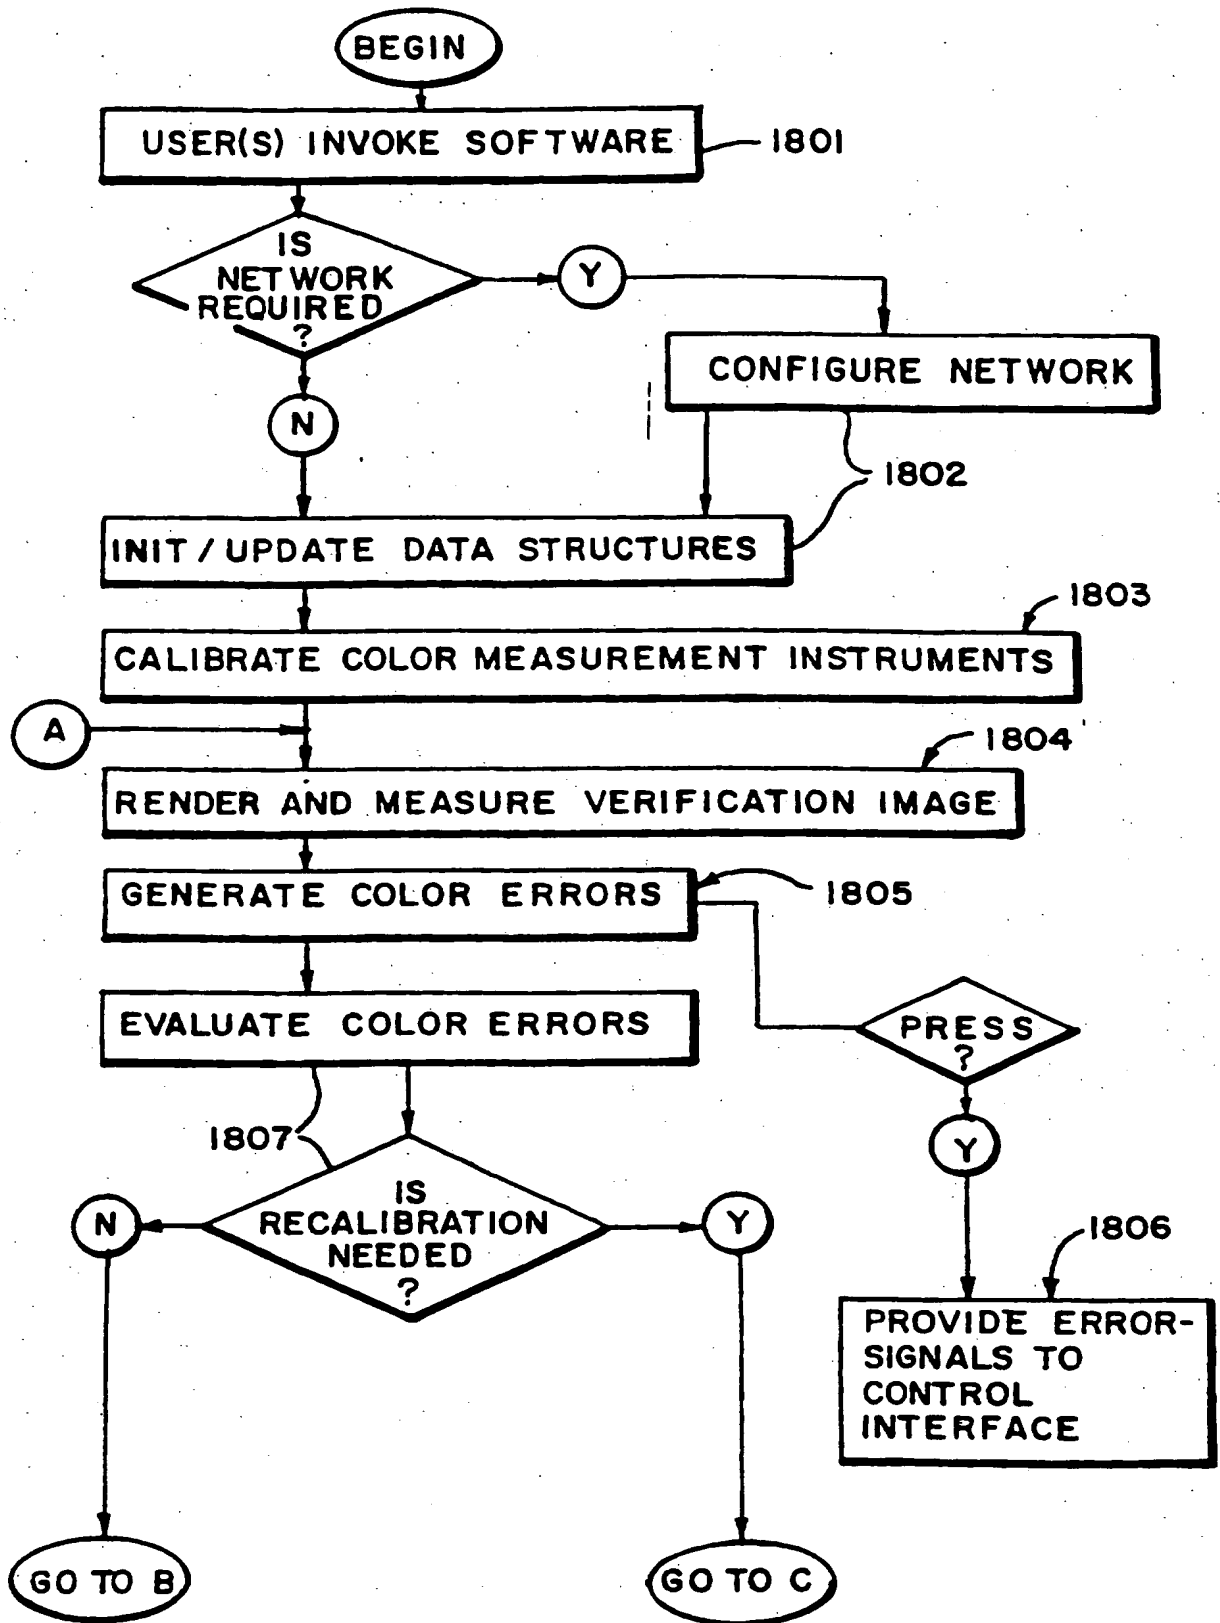 BEGIN
USER(S) INVOKE SOFTWARE
1801
IS
NETWORK
REQUIRED
?
Y
CONFIGURE NETWORK
N
1802
INIT / UPDATE DATA STRUCTURES
1803
CALIBRATE COLOR MEASUREMENT INSTRUMENTS
A
1804
RENDER AND MEASURE VERIFICATION IMAGE
GENERATE COLOR ERRORS
1805
EVALUATE COLOR ERRORS
PRESS
?
1807
Y
IS
RECALIBRATION
NEEDED
?
N
Y
1806
PROVIDE ERROR-
SIGNALS TO
CONTROL
INTERFACE
GO TO B
GO TO C